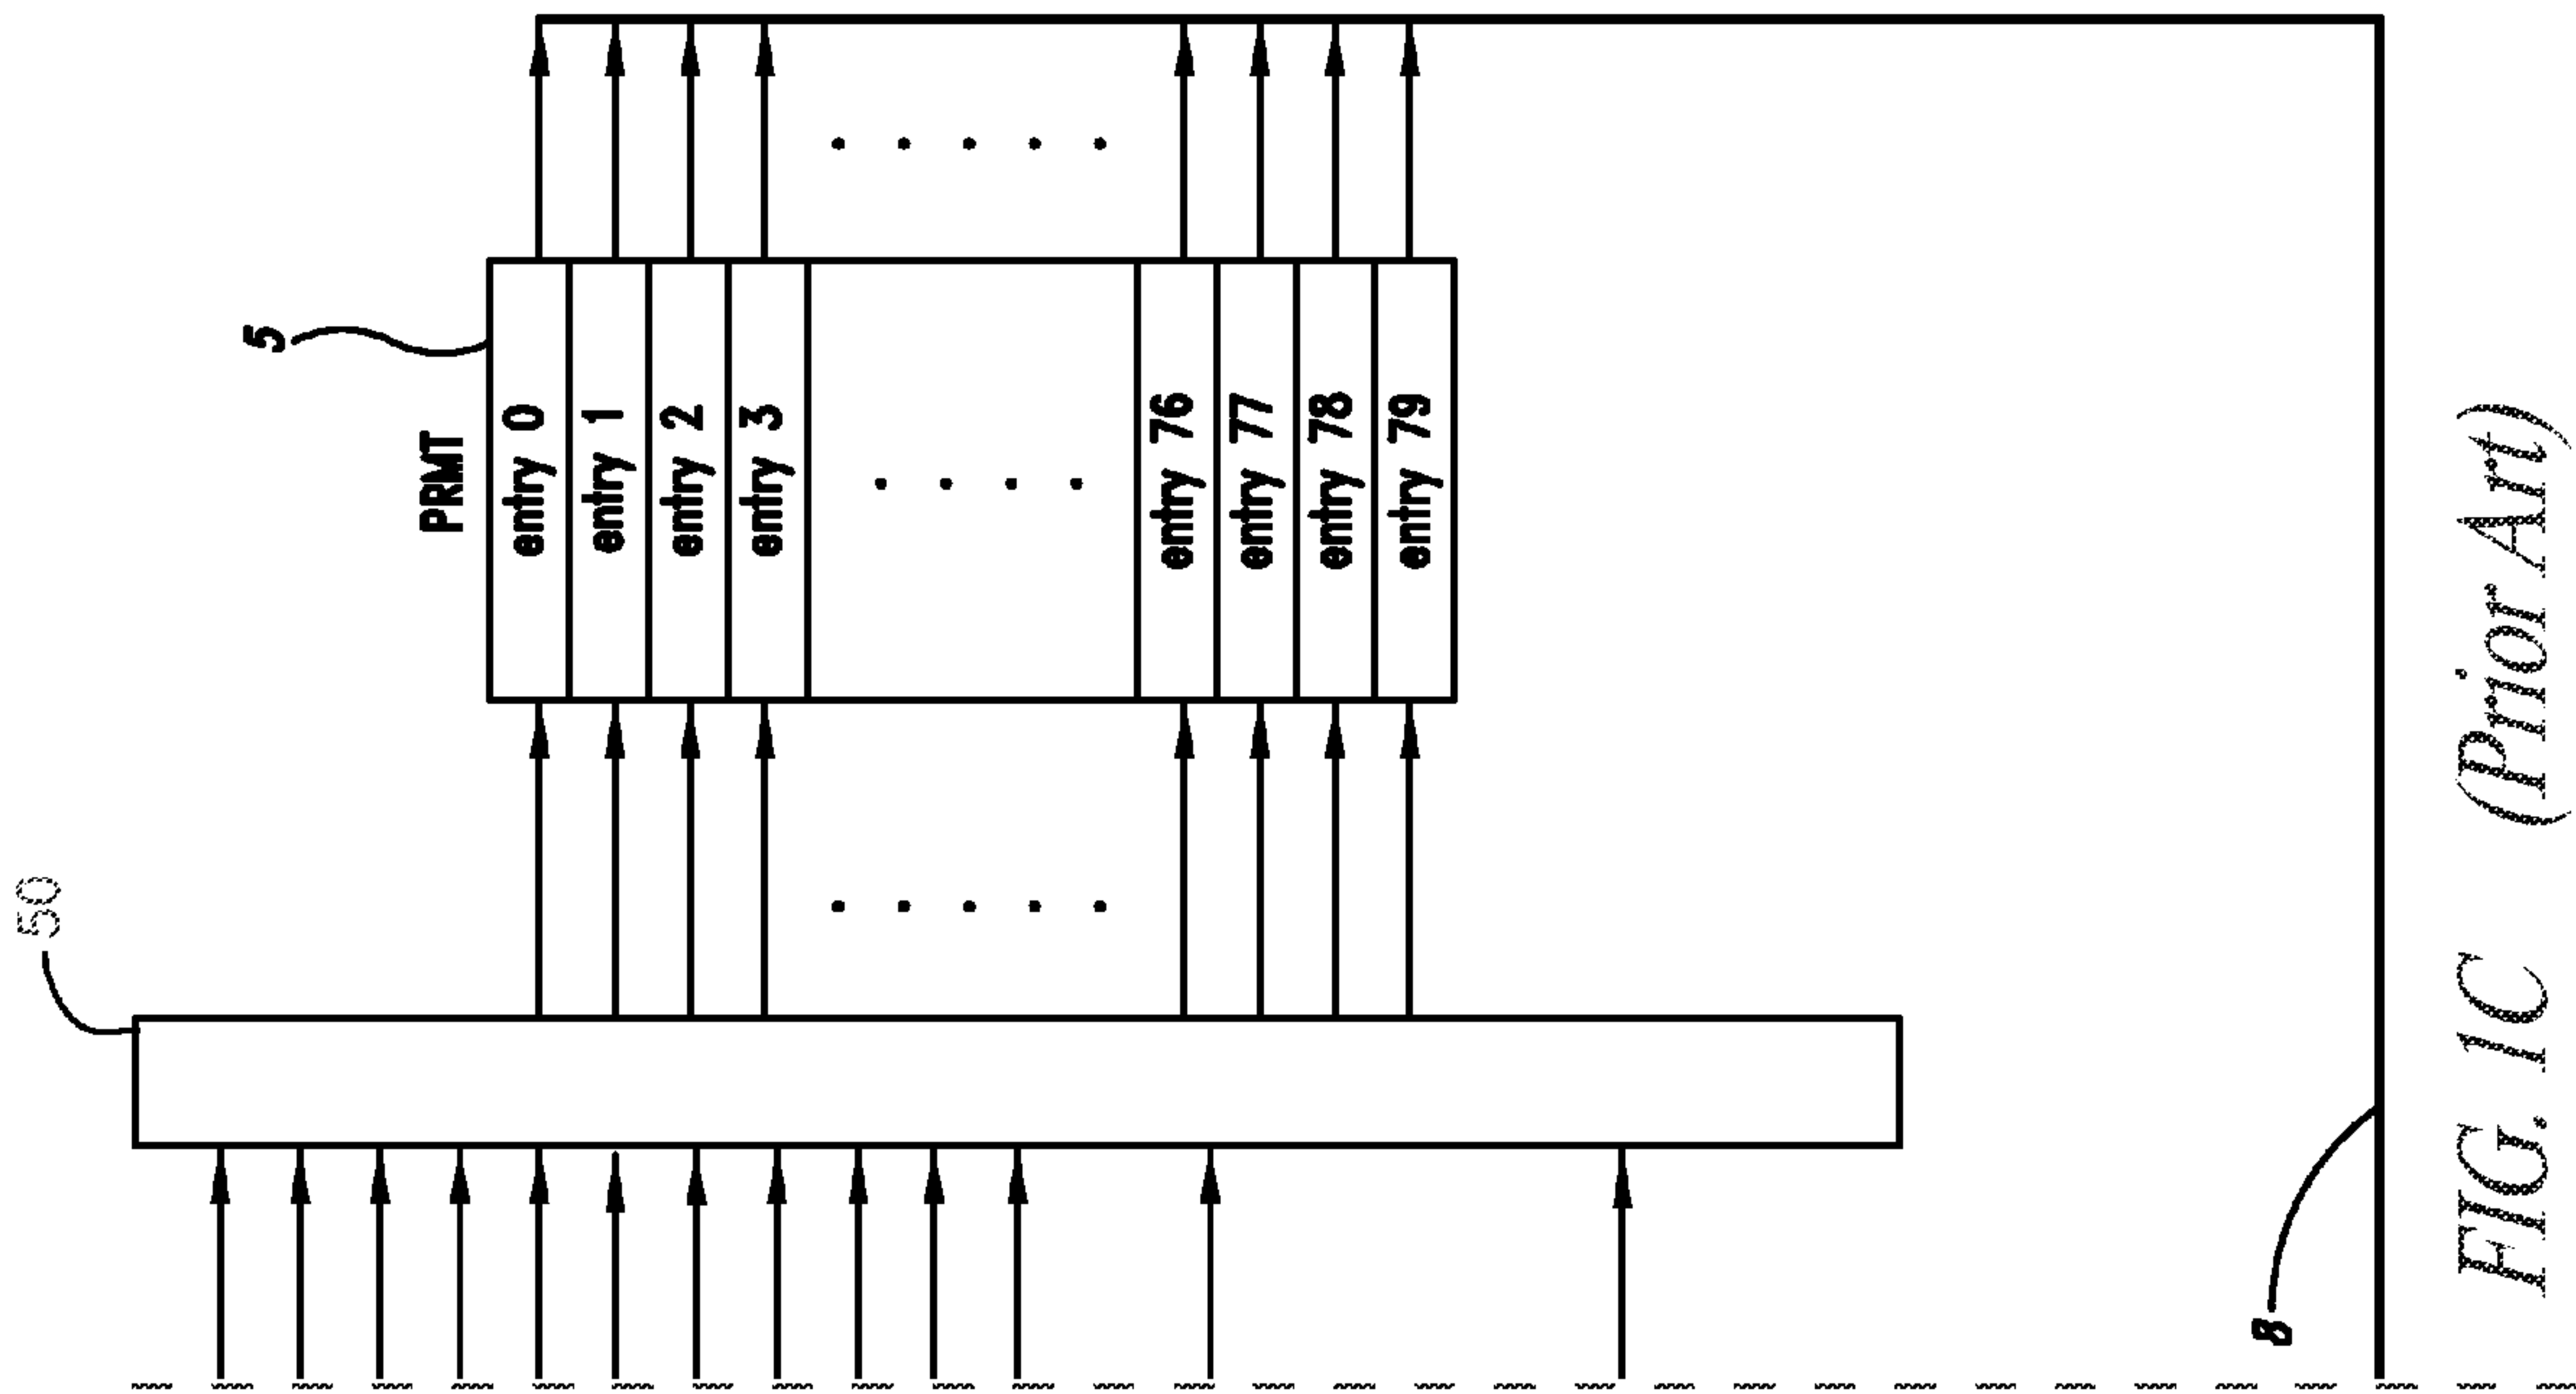 50
5
PRMT
entry 0
entry 1
entry 2
entry 3
entry 76
entry 77
entry 78
entry 79
8
FIG. 1C (Prior Art)